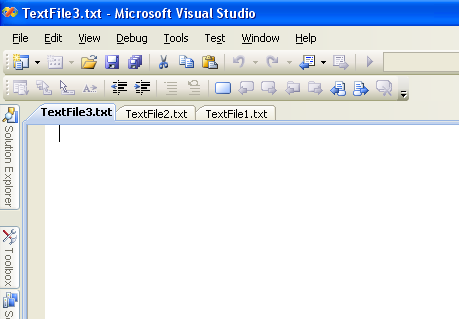 TextFile3.txt - Microsoft Visual Studio
File Edit View Debug Tools Test Window Help
TextFile3.txt TextFile2.txt TextFile1.txt
Solution Explorer
Toolbox